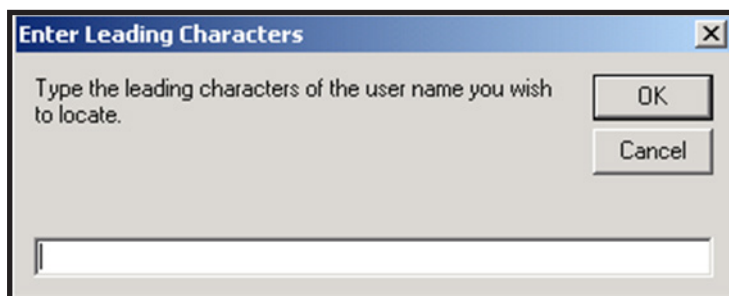 Enter Leading Characters
Type the leading characters of the user name you wish
to locate.
OK
Cancel